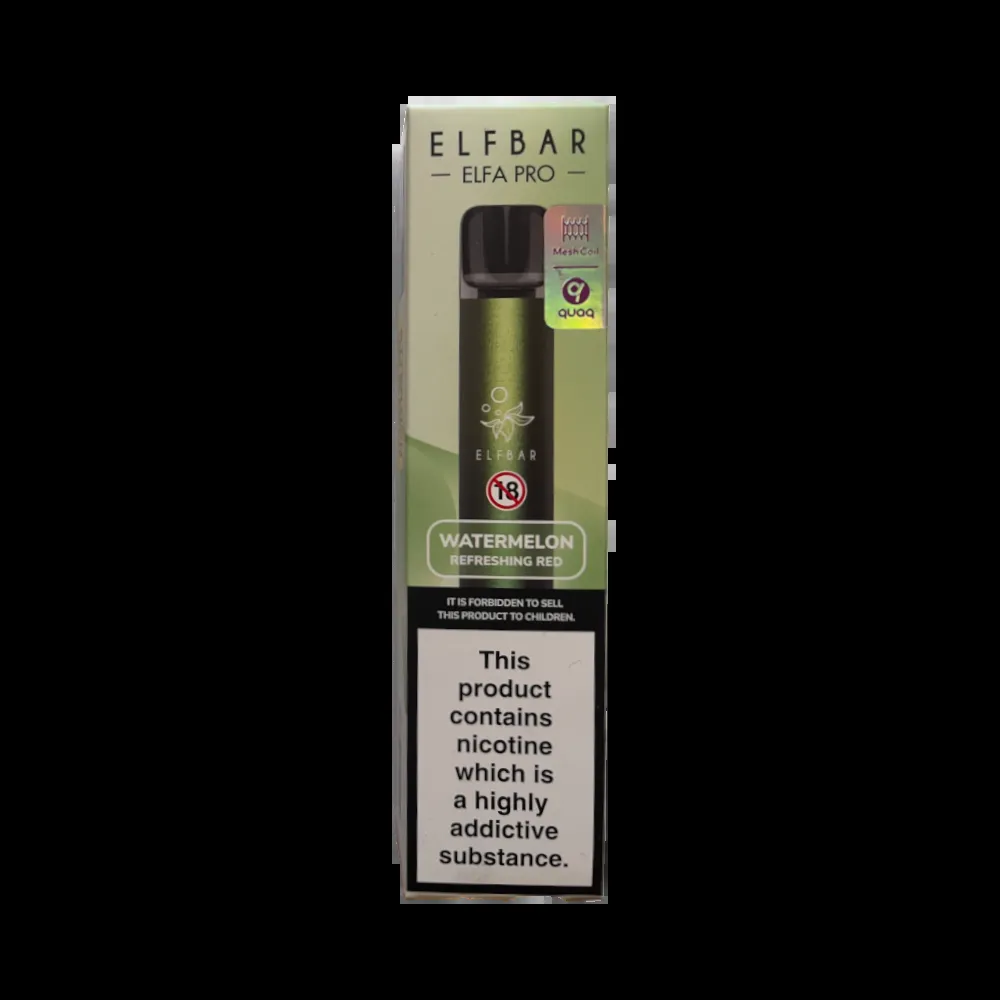 ELFBAR
ELFA PRO
MeshCoil
quaq
ELFBAR
18
WATERMELON
REFRESHING RED
IT IS FORBIDDEN TO SELL
THIS PRODUCT TO CHILDREN.
This
product
contains
nicotine
which is
a highly
addictive
substance.